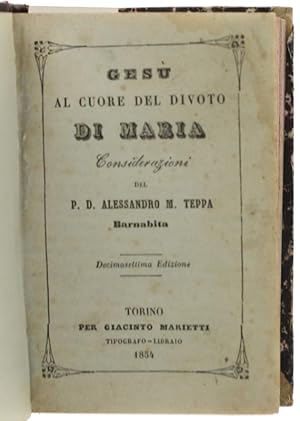 GESÙ
AL CUORE DEL DIVOTO
DI MARIA
Considerazioni
DEL
P. D. ALESSANDRO M. TEPPA
Barnabita
Decimasettima Edizione
TORINO
PER GIACINTO MARIETTI
TIPOGRAFO-LIBRAIO
1854